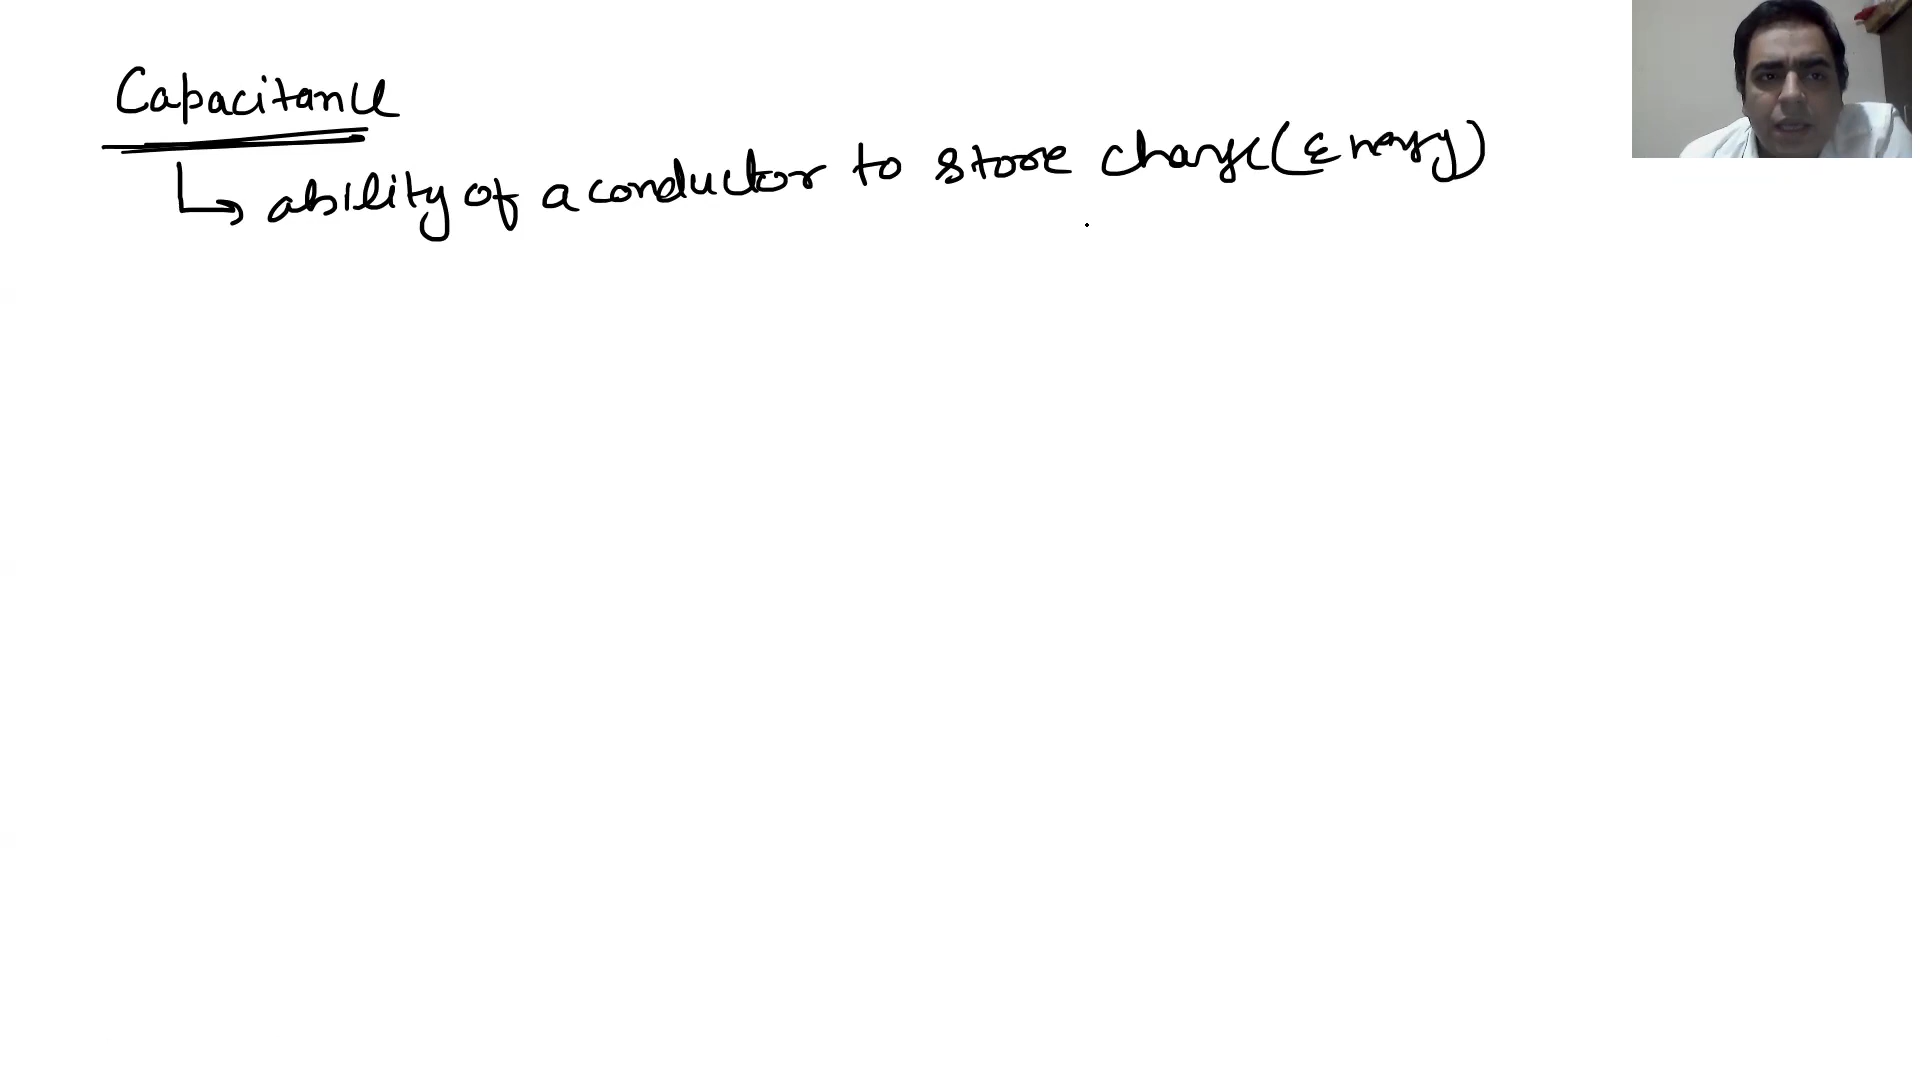 Capacitance
↳ ability of a conductor to store charge (Energy)